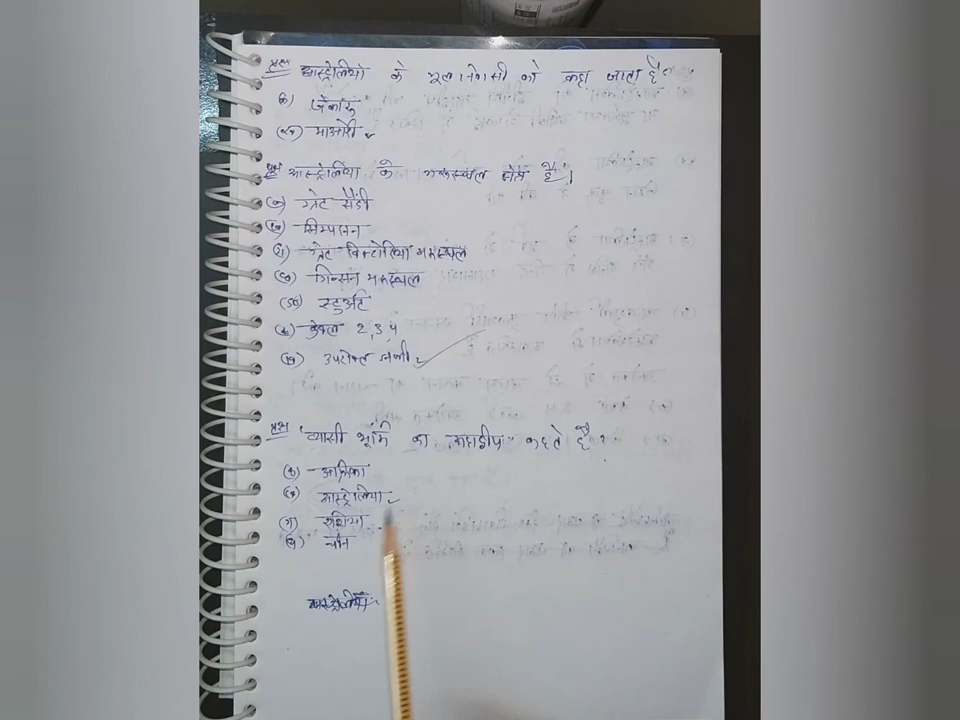 प्रश्न आस्ट्रेलिया के मूल निवासी को कहा जाता है
क) जैकारू
(ख) माओरी
प्रश्न आस्ट्रेलिया के मरूस्थल होते हैं।
(क) ग्रेट सैंडी
(ख) सिम्पसन
(ग) ग्रेट विक्टोरिया मरूस्थल
(घ) गिब्सन मरूस्थल
(ङ) स्टुअर्ट
केवल 2,3,4
उपरोक्त सभी
प्रश्न "प्यासी भूमि का महाद्वीप" कहते है ?
(क) अफ्रीका
(ख) आस्ट्रेलिया
(ग) एशिया
(घ) चीन
आस्ट्रेलिया